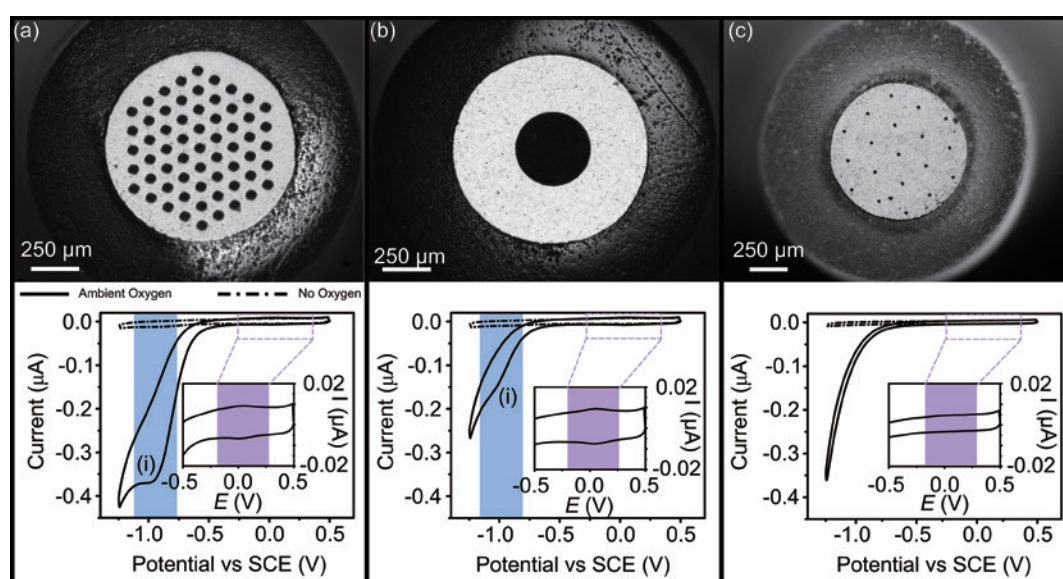 (a)
(b)
(c)
250 µm
250 µm
250 µm
Ambient Oxygen
No Oxygen
0.0
-0.1
-0.2
-0.3
-0.4
Current (µA)
(i)
0.02
-0.02
I (µA)
-0.5 0.0 0.5
E (V)
-1.0 -0.5 0.0 0.5
Potential vs SCE (V)
0.0
-0.1
-0.2
-0.3
-0.4
Current (µA)
(i)
0.02
-0.02
I (µA)
-0.5 0.0 0.5
E (V)
-1.0 -0.5 0.0 0.5
Potential vs SCE (V)
0.0
-0.1
-0.2
-0.3
-0.4
Current (µA)
0.02
-0.02
I (µA)
-0.5 0.0 0.5
E (V)
-1.0 -0.5 0.0 0.5
Potential vs SCE (V)